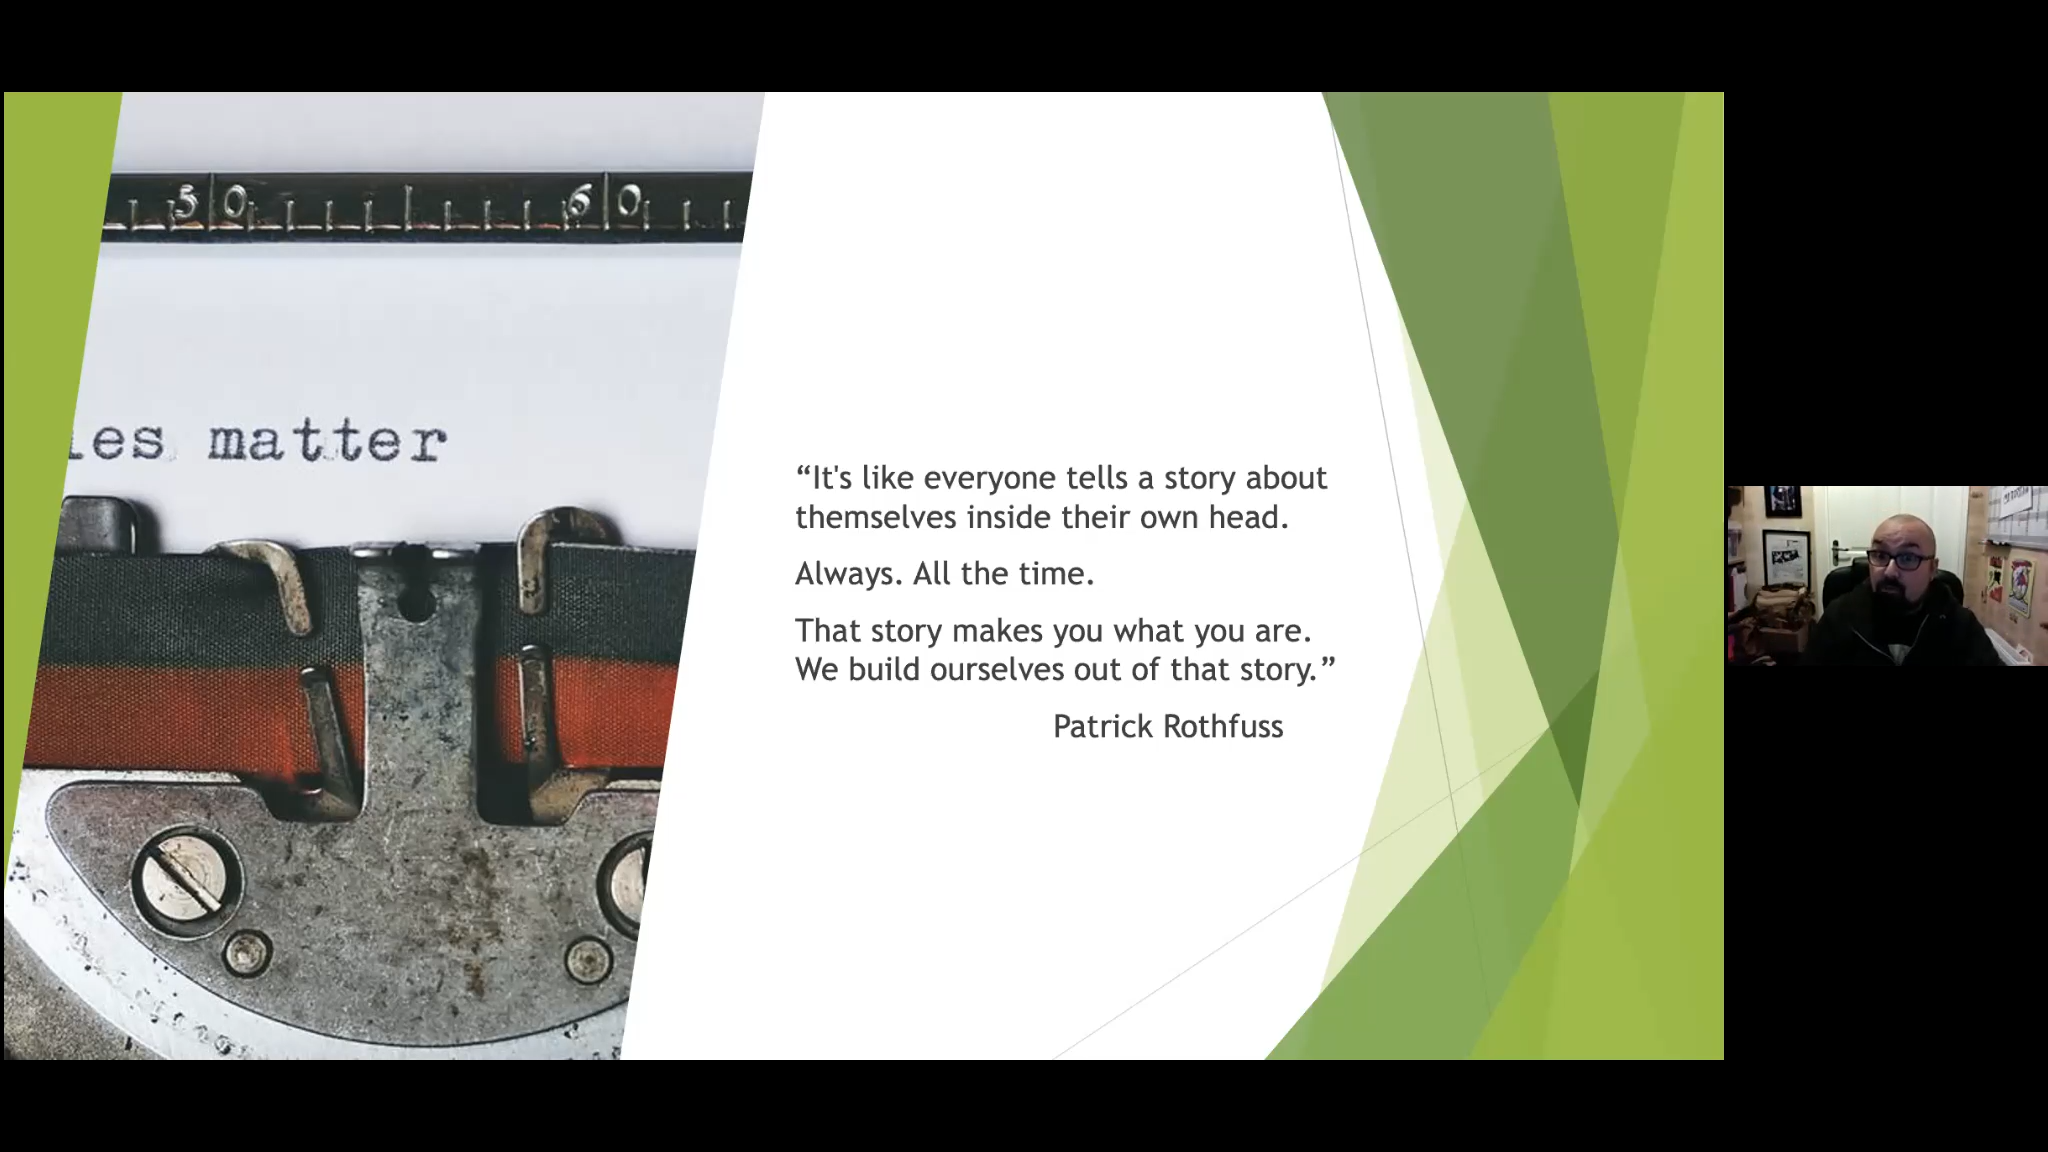 50 60
ies matter
“It's like everyone tells a story about
themselves inside their own head.
Always. All the time.
That story makes you what you are.
We build ourselves out of that story.”
Patrick Rothfuss